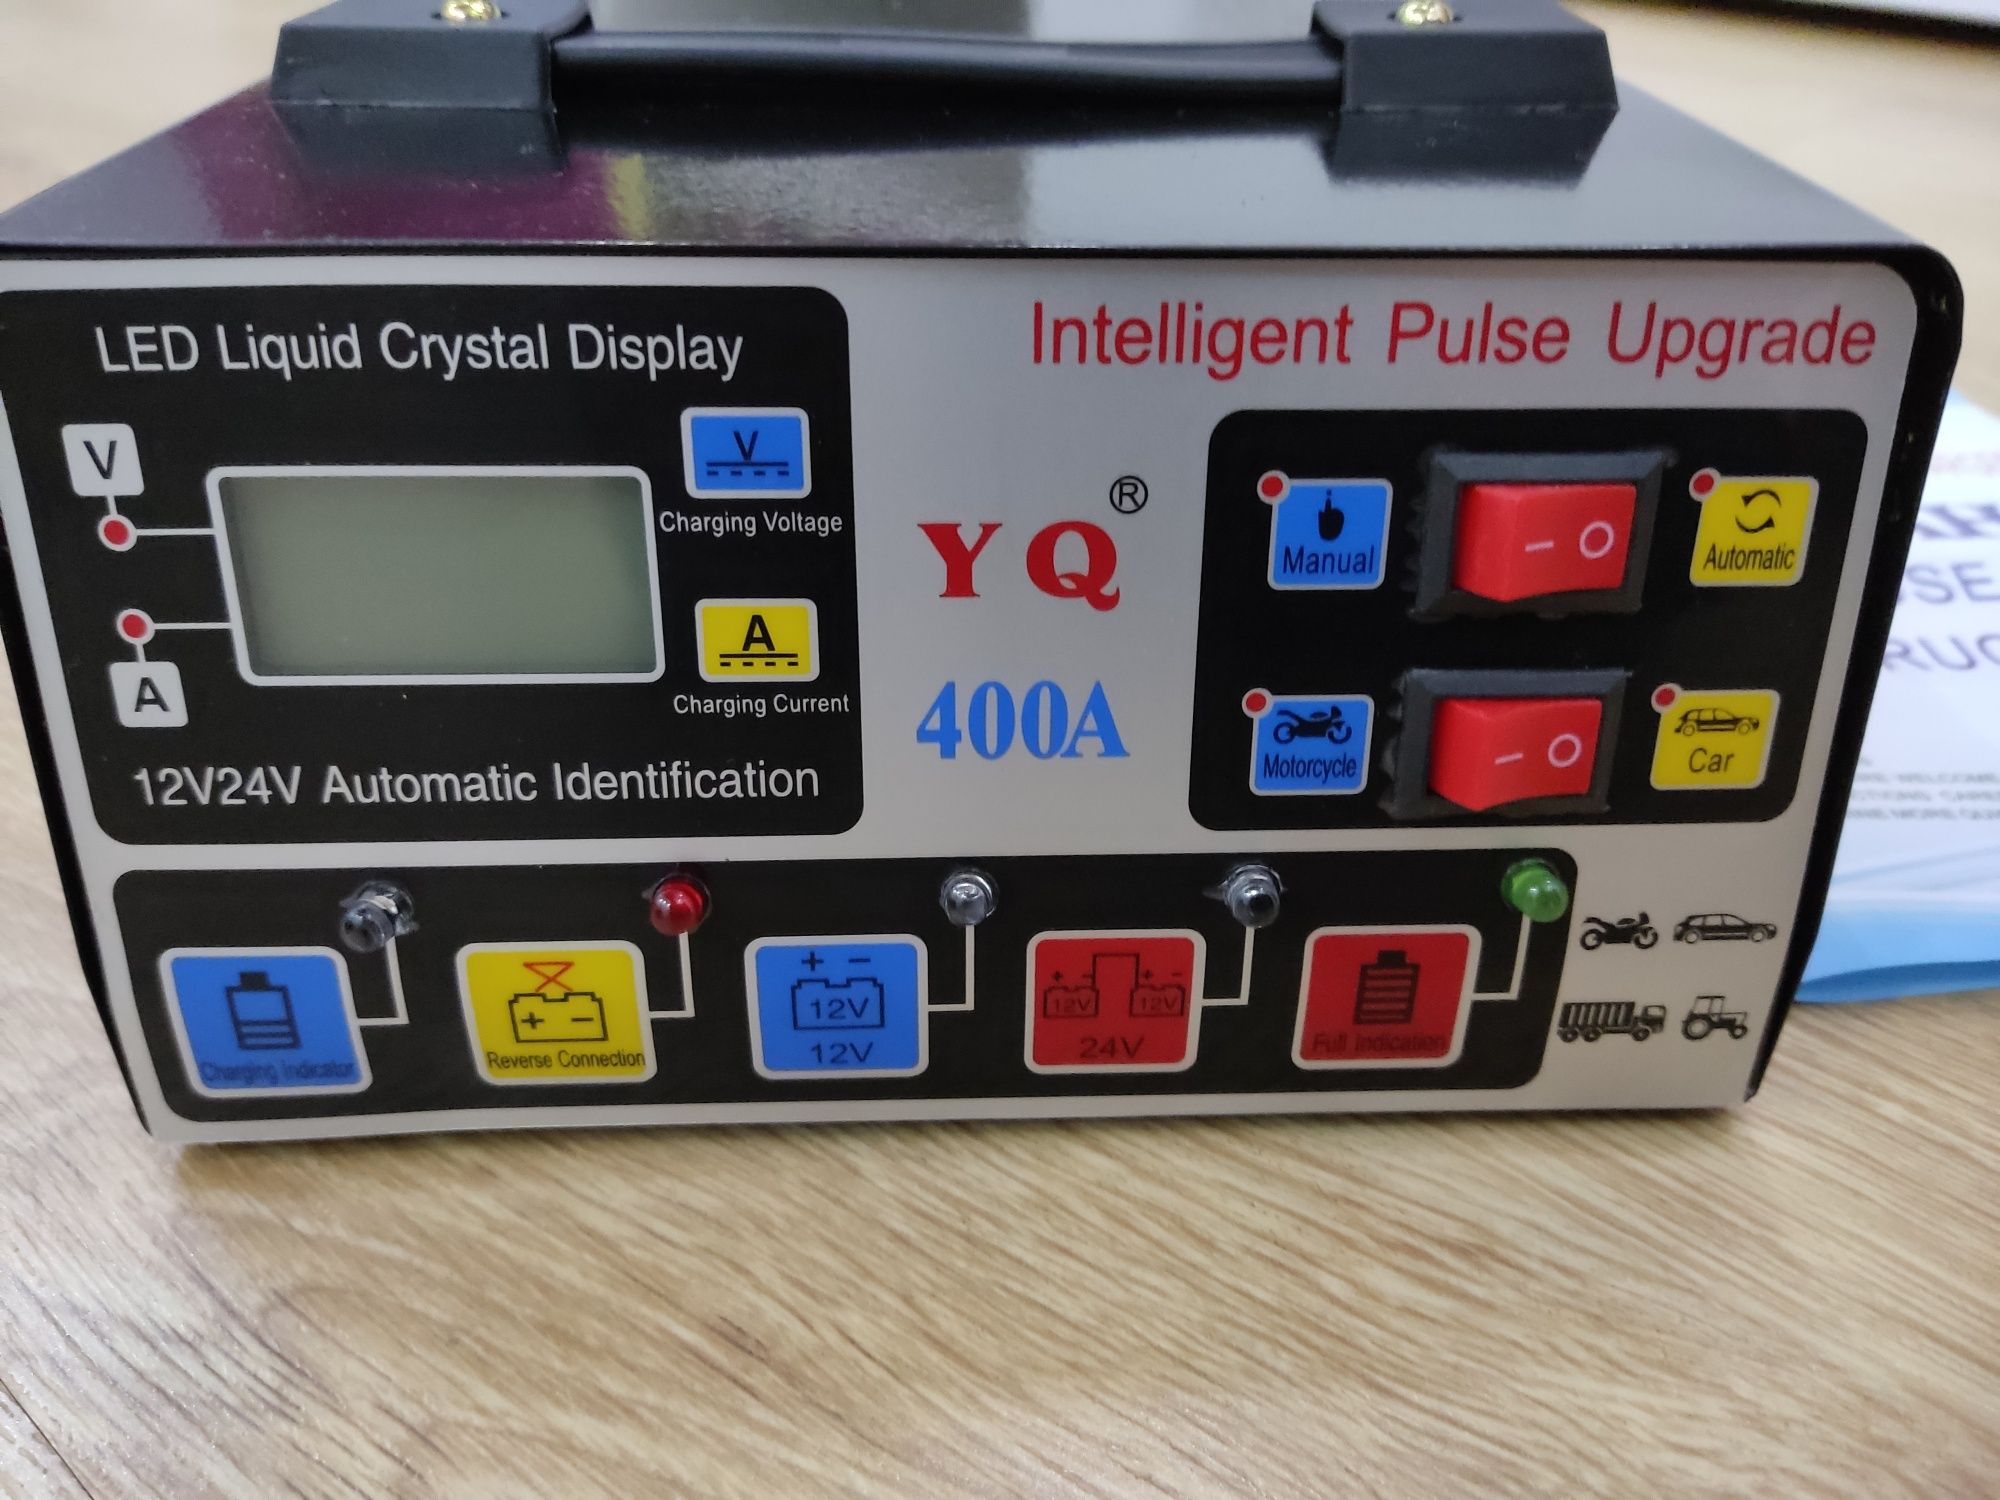 LED Liquid Crystal Display
V
V
Charging Voltage
A
A
Charging Current
12V24V Automatic Identification
Intelligent Pulse Upgrade
YQ®
400A
Manual
Automatic
Motorcycle
Car
Charging Indicator
+ −
Reverse Connection
+ −
12V
12V
+ − + −
12V 12V
24V
Full Indication